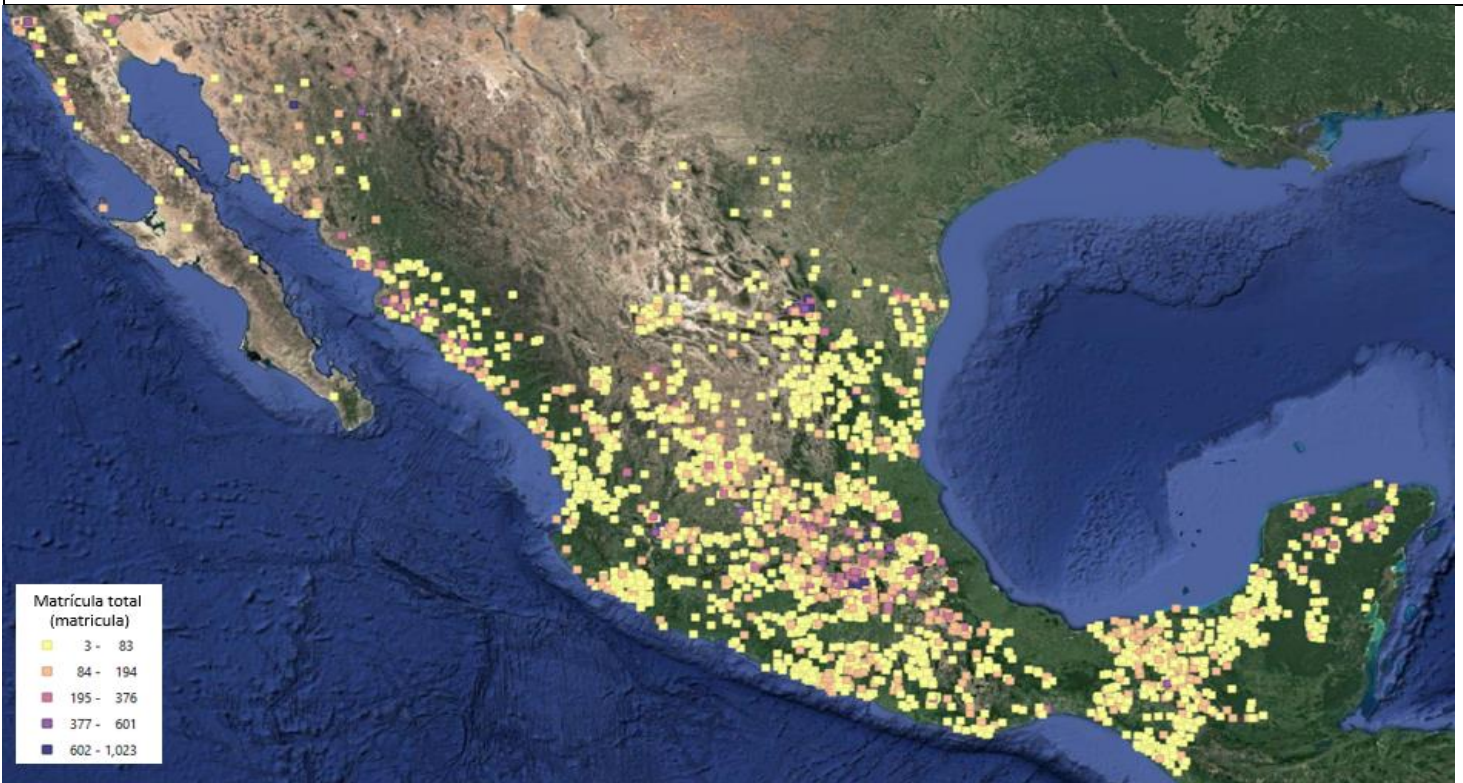 Matrícula total
(matricula)
3 - 83
84 - 194
195 - 376
377 - 601
602 - 1,023